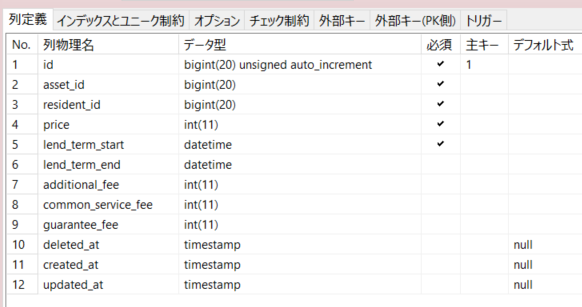 列定義 インデックスとユニーク制約 オプション チェック制約 外部キー 外部キー(PK側) トリガー
No. 列物理名 データ型 必須 主キー デフォルト式
1 id bigint(20) unsigned auto_increment ✔ 1
2 asset_id bigint(20) ✔
3 resident_id bigint(20) ✔
4 price int(11) ✔
5 lend_term_start datetime ✔
6 lend_term_end datetime
7 additional_fee int(11)
8 common_service_fee int(11)
9 guarantee_fee int(11)
10 deleted_at timestamp null
11 created_at timestamp null
12 updated_at timestamp null